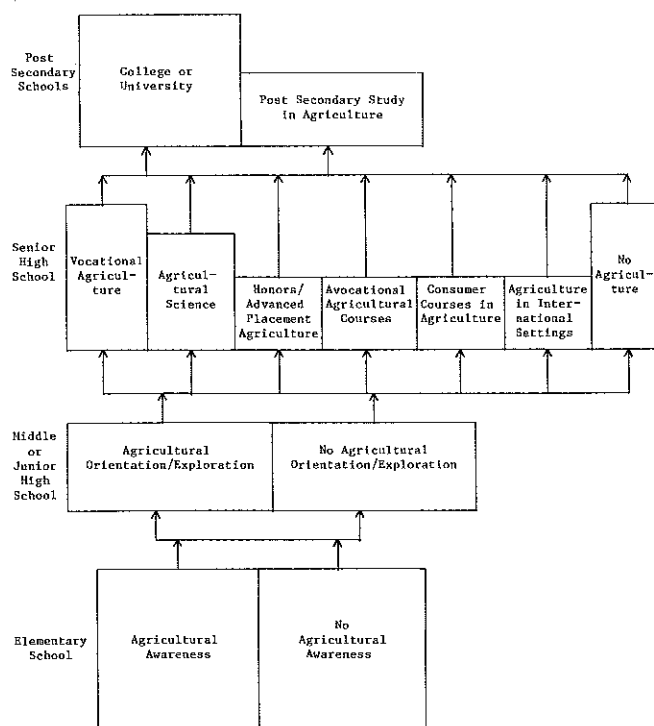 Post
Secondary
Schools
College or
University
Post Secondary Study
in Agriculture
Senior
High
School
Vocational
Agricul-
ture
Agricul-
tural
Science
Honors/
Advanced
Placement
Agriculture
Avocational
Agricultural
Courses
Consumer
Courses in
Agriculture
Agriculture
in Inter-
national
Settings
No
Agricul-
ture
Middle
or
Junior
High
School
Agricultural
Orientation/Exploration
No Agricultural
Orientation/Exploration
Elementary
School
Agricultural
Awareness
No
Agricultural
Awareness